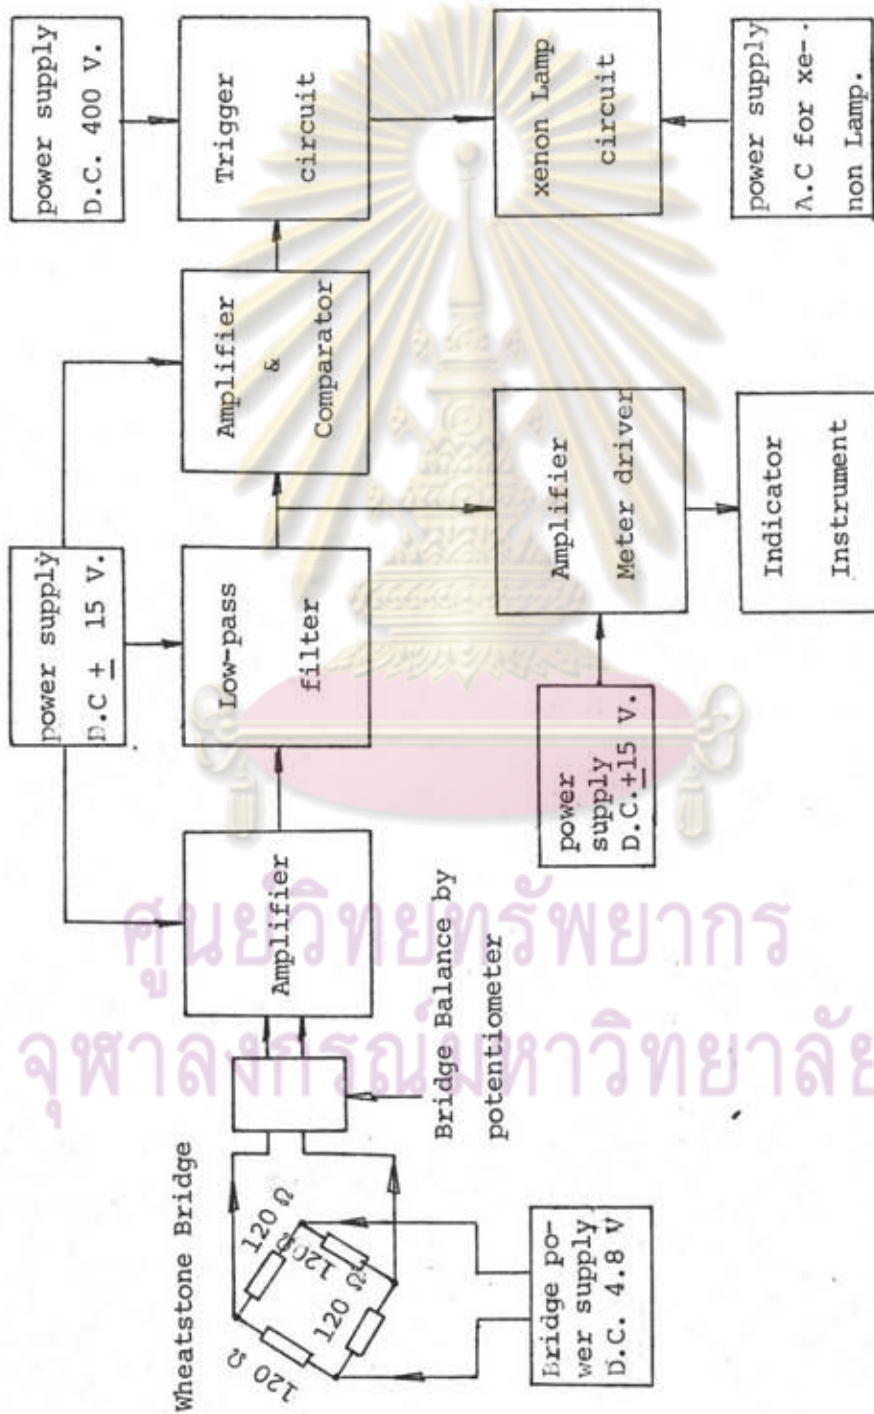 power supply
D.C. 400 V.
Trigger
circuit
xenon Lamp
circuit
power supply
A.C for xe-
non Lamp.
Amplifier
&
Comparator
power supply
D.C ± 15 V.
Low-pass
filter
Amplifier
Meter driver
Indicator
Instrument
power
supply
D.C.±15 V.
Amplifier
Bridge Balance by
potentiometer
Wheatstone Bridge
120 Ω
120 Ω
120 Ω
120 Ω
Bridge po-
wer supply
D.C. 4.8 V
ศูนย์วิทยทรัพยากร
จุฬาลงกรณ์มหาวิทยาลัย